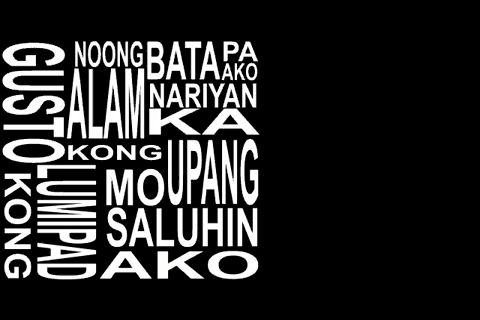 GUSTO
KONG
LUMIPAD
NOONG
BATA
PA
AKO
ALAM
KONG
NARIYAN
KA
UPANG
MO
SALUHIN
AKO